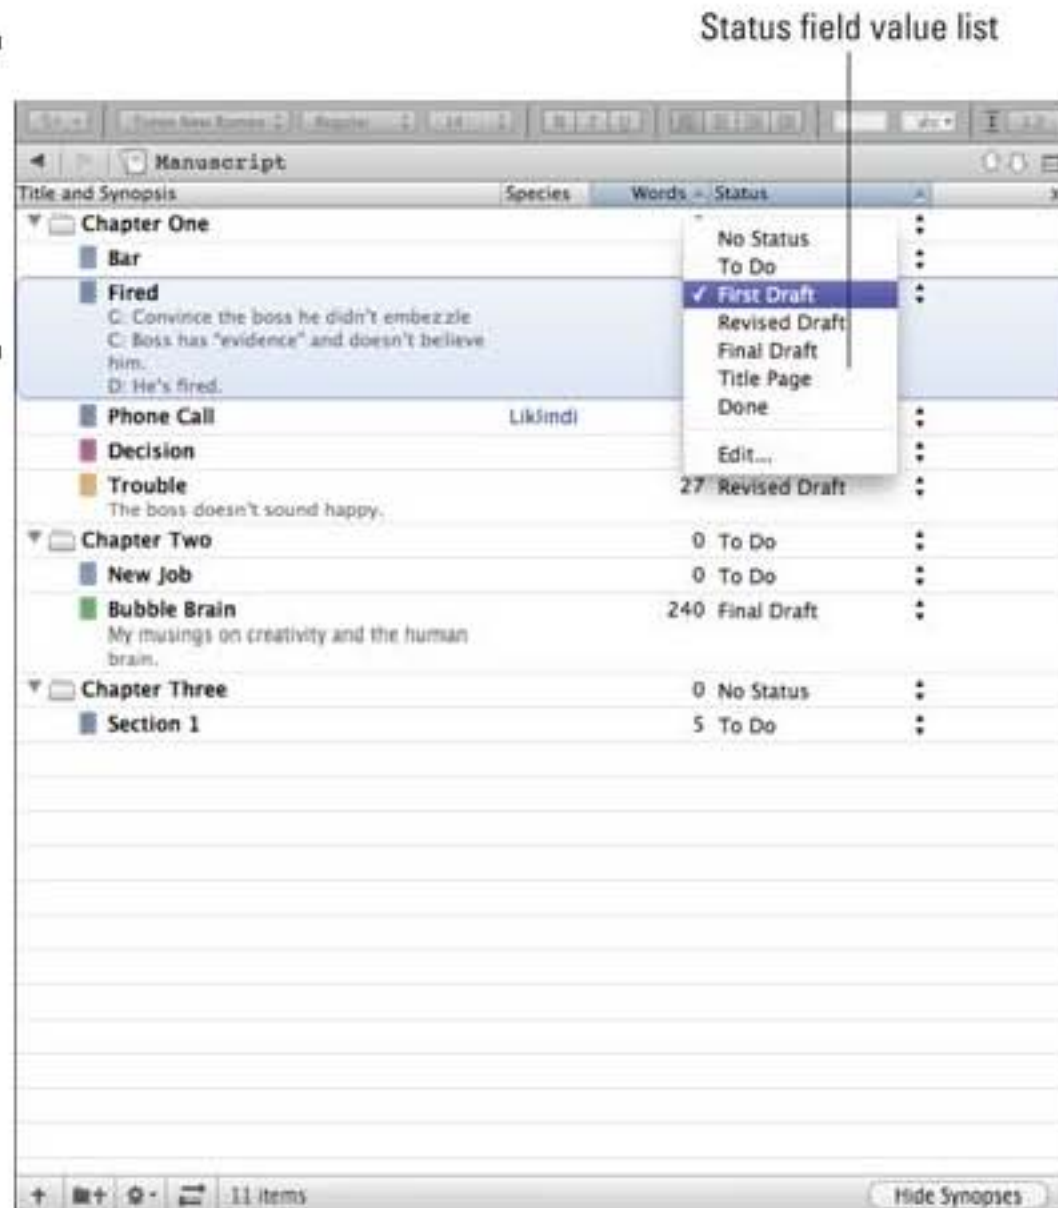 Status field value list
Manuscript
Title and Synopsis Species Words Status
Chapter One
No Status
Bar
To Do
Fired
✓ First Draft
C: Convince the boss he didn't embezzle
Revised Draft
C: Boss has "evidence" and doesn't believe
him.
Final Draft
D: He's fired.
Title Page
Phone Call
Done
Decision
Edit...
Trouble 27 Revised Draft
The boss doesn't sound happy.
Chapter Two 0 To Do
New Job 0 To Do
Bubble Brain 240 Final Draft
My musings on creativity and the human
brain.
Chapter Three 0 No Status
Section 1 5 To Do
11 items Hide Synopses